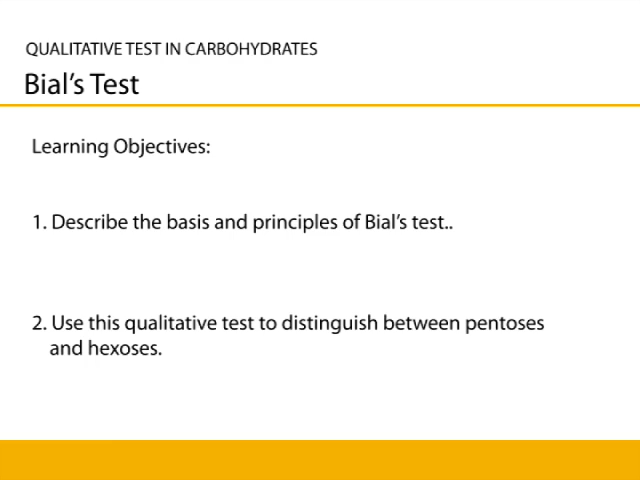 QUALITATIVE TEST IN CARBOHYDRATES
Bial’s Test
Learning Objectives:
1. Describe the basis and principles of Bial’s test..
2. Use this qualitative test to distinguish between pentoses
and hexoses.